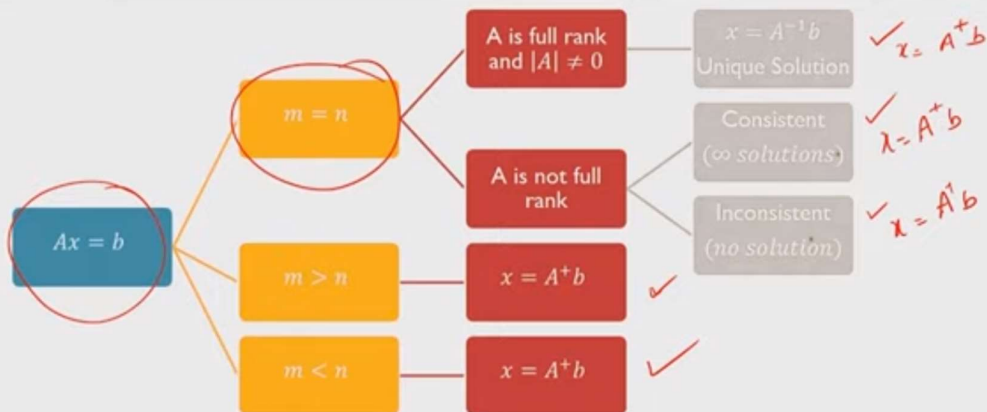 Ax = b
m = n
A is full rank
and |A| ≠ 0
x = A⁻¹b
Unique Solution
x = A⁺b
A is not full
rank
Consistent
(∞ solutions)
x = A⁺b
Inconsistent
(no solution)
x = A⁺b
m > n
x = A⁺b
m < n
x = A⁺b